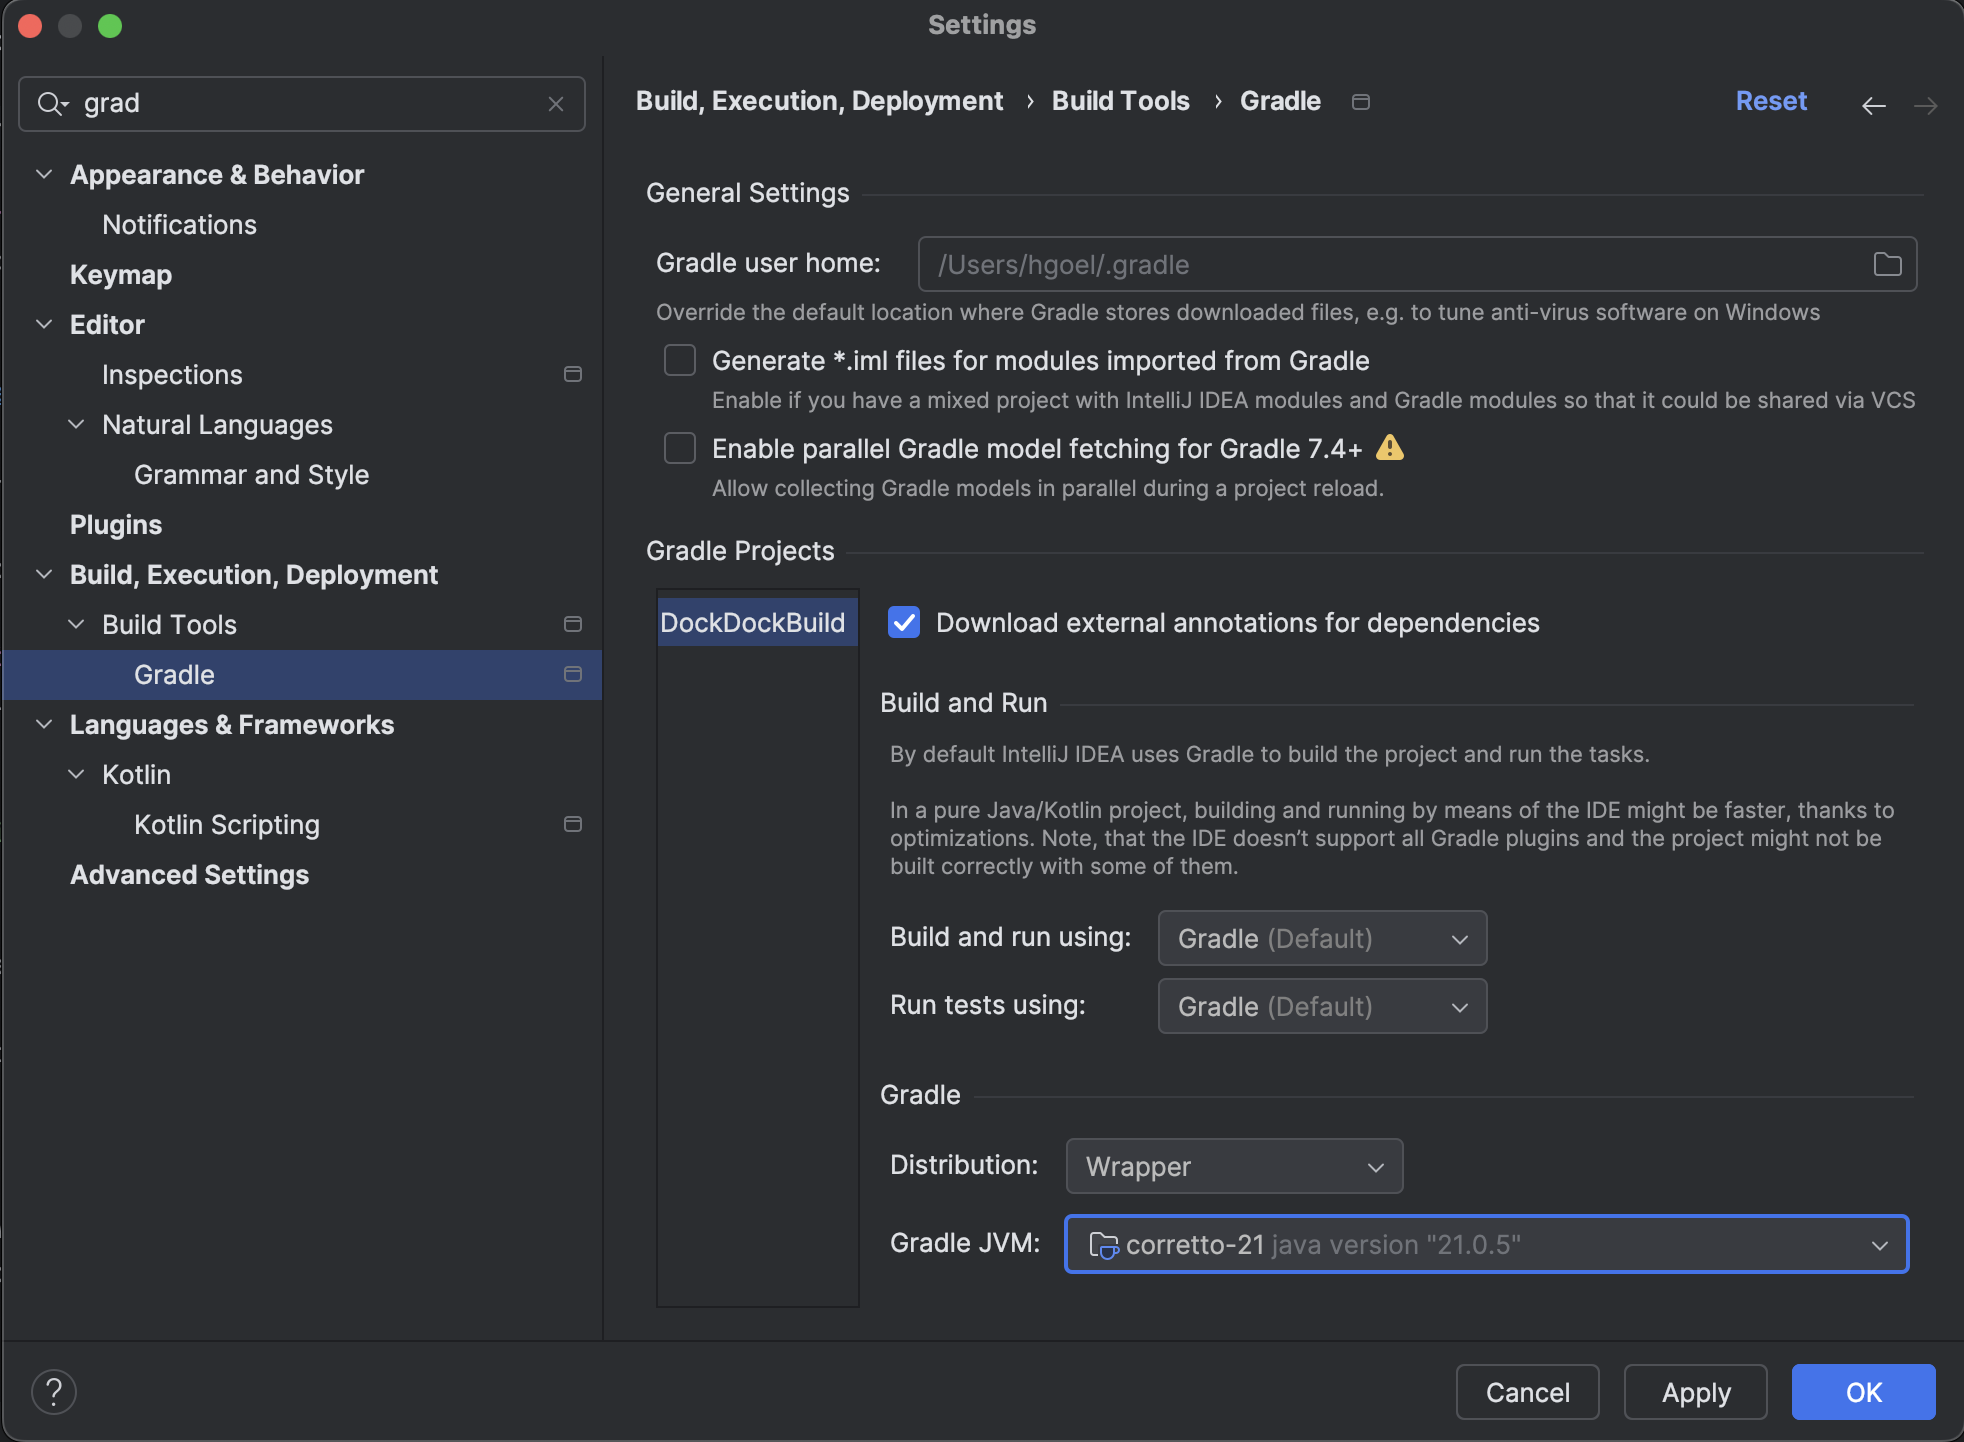 Settings
grad
Appearance & Behavior
Notifications
Keymap
Editor
Inspections
Natural Languages
Grammar and Style
Plugins
Build, Execution, Deployment
Build Tools
Gradle
Languages & Frameworks
Kotlin
Kotlin Scripting
Advanced Settings
Build, Execution, Deployment › Build Tools › Gradle
Reset
General Settings
Gradle user home: /Users/hgoel/.gradle
Override the default location where Gradle stores downloaded files, e.g. to tune anti-virus software on Windows
Generate *.iml files for modules imported from Gradle
Enable if you have a mixed project with IntelliJ IDEA modules and Gradle modules so that it could be shared via VCS
Enable parallel Gradle model fetching for Gradle 7.4+
Allow collecting Gradle models in parallel during a project reload.
Gradle Projects
DockDockBuild
Download external annotations for dependencies
Build and Run
By default IntelliJ IDEA uses Gradle to build the project and run the tasks.
In a pure Java/Kotlin project, building and running by means of the IDE might be faster, thanks to
optimizations. Note, that the IDE doesn’t support all Gradle plugins and the project might not be
built correctly with some of them.
Build and run using: Gradle (Default)
Run tests using: Gradle (Default)
Gradle
Distribution: Wrapper
Gradle JVM: corretto-21 java version "21.0.5"
?
Cancel
Apply
OK